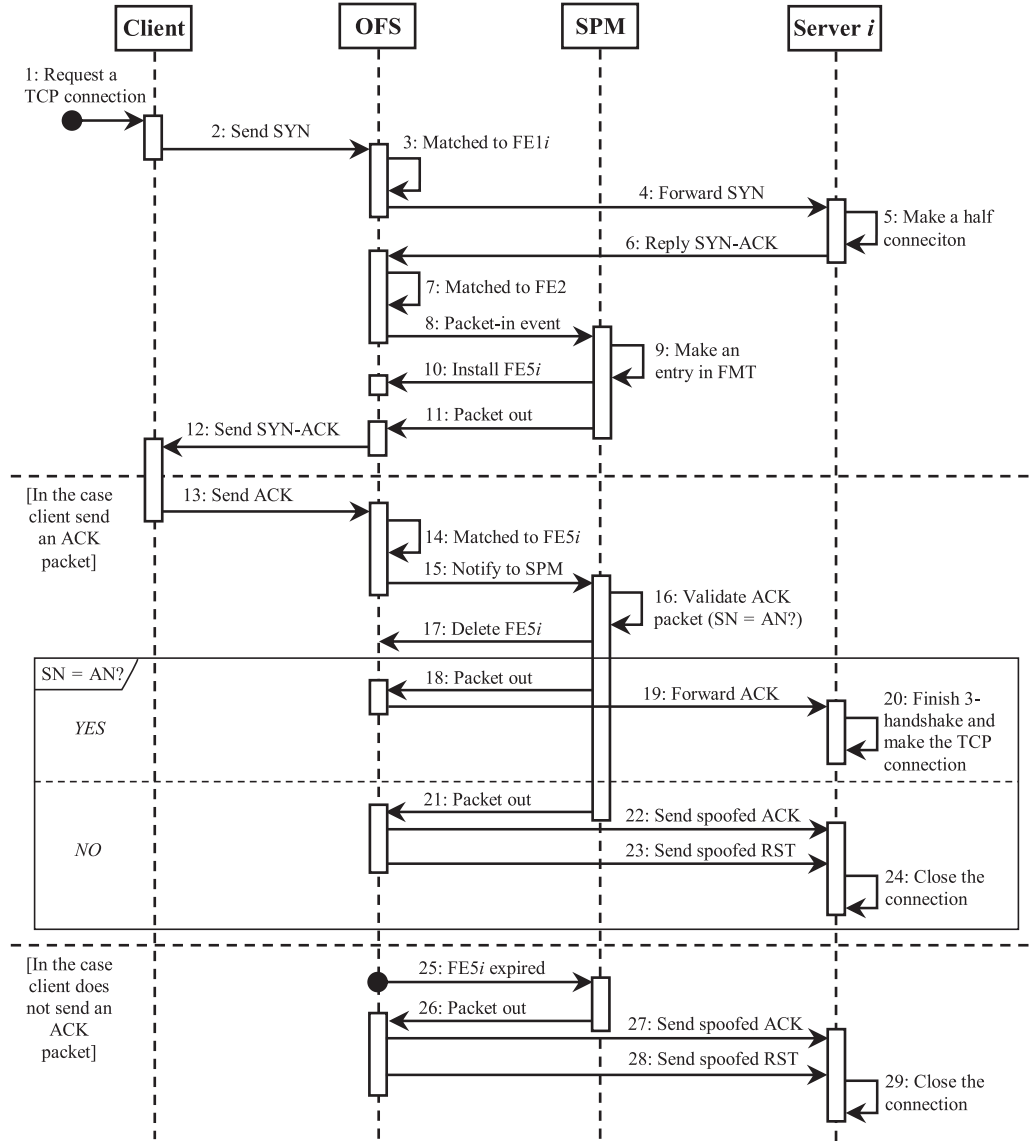 Client
OFS
SPM
Server i
1: Request a
TCP connection
2: Send SYN
3: Matched to FE1i
4: Forward SYN
5: Make a half
conneciton
6: Reply SYN-ACK
7: Matched to FE2
8: Packet-in event
9: Make an
entry in FMT
10: Install FE5i
11: Packet out
12: Send SYN-ACK
[In the case
client send
an ACK
packet]
13: Send ACK
14: Matched to FE5i
15: Notify to SPM
16: Validate ACK
packet (SN = AN?)
17: Delete FE5i
SN = AN?
18: Packet out
19: Forward ACK
20: Finish 3-
handshake and
make the TCP
connection
YES
21: Packet out
22: Send spoofed ACK
NO
23: Send spoofed RST
24: Close the
connection
[In the case
client does
not send an
ACK
packet]
25: FE5i expired
26: Packet out
27: Send spoofed ACK
28: Send spoofed RST
29: Close the
connection